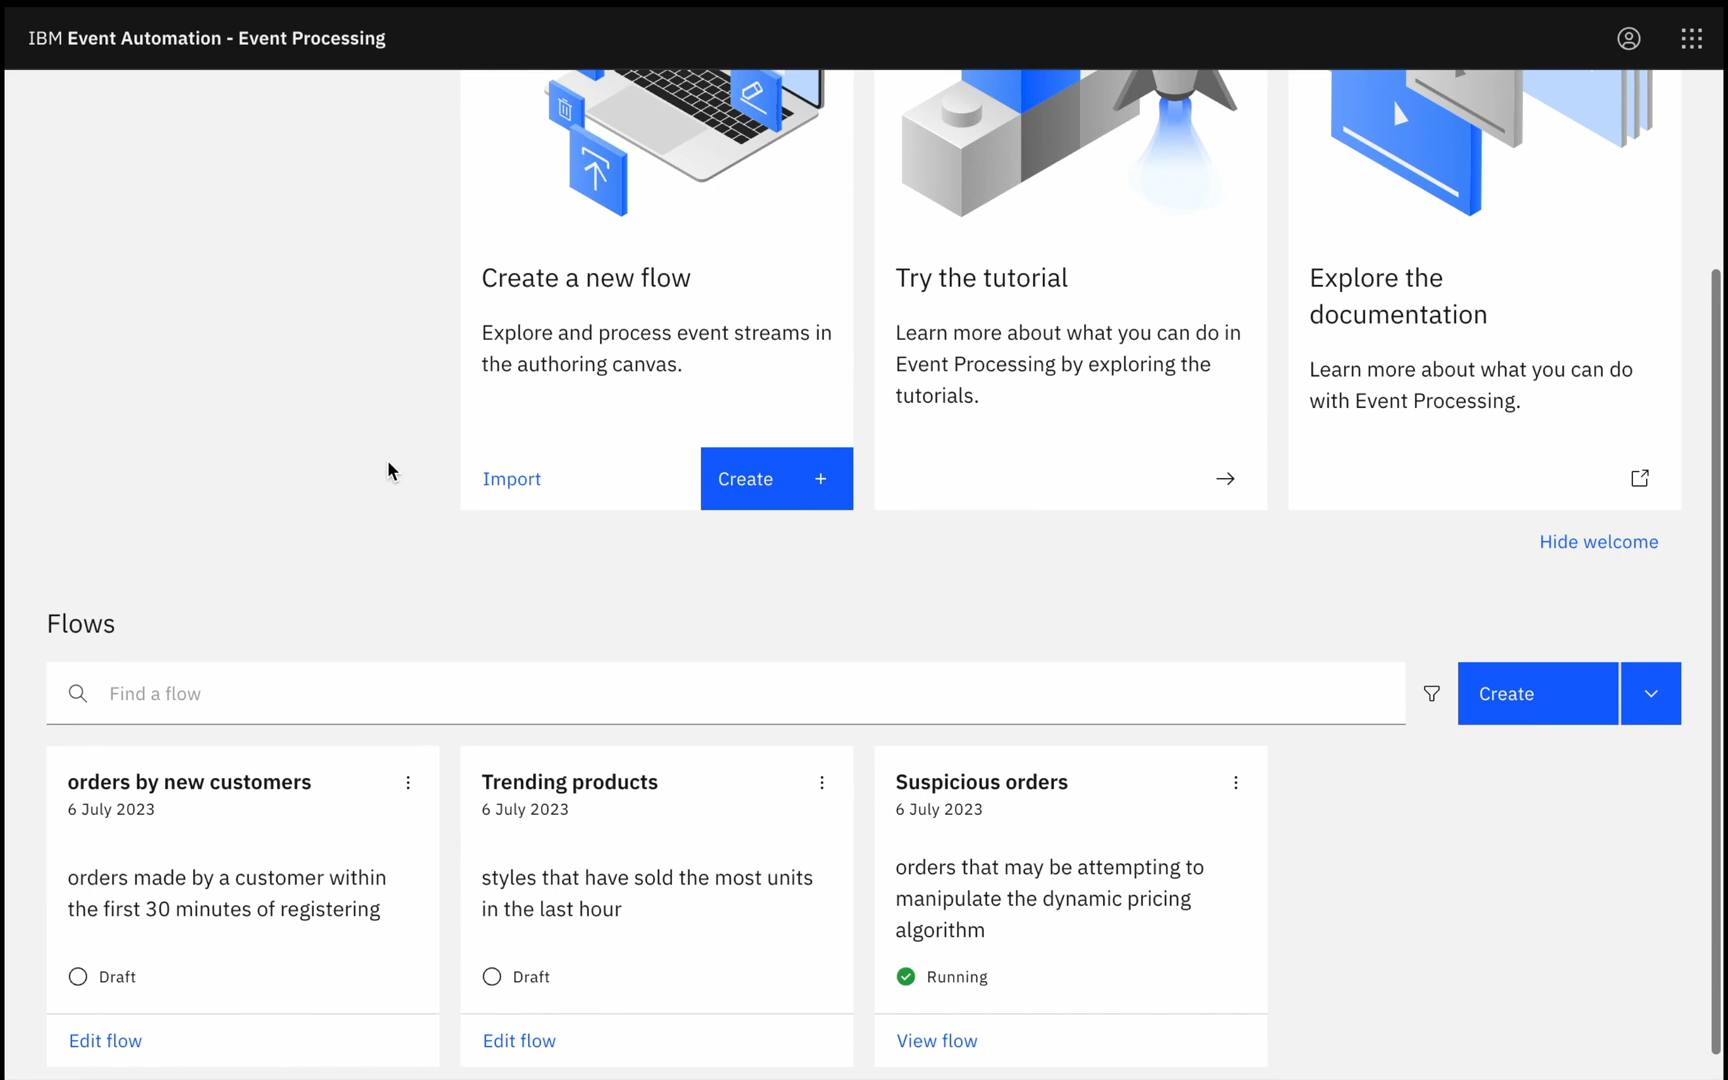 IBM Event Automation - Event Processing
Create a new flow
Explore and process event streams in
the authoring canvas.
Import
Create +
Try the tutorial
Learn more about what you can do in
Event Processing by exploring the
tutorials.
Explore the
documentation
Learn more about what you can do
with Event Processing.
Hide welcome
Flows
Find a flow
Create
orders by new customers
6 July 2023
orders made by a customer within
the first 30 minutes of registering
Draft
Edit flow
Trending products
6 July 2023
styles that have sold the most units
in the last hour
Draft
Edit flow
Suspicious orders
6 July 2023
orders that may be attempting to
manipulate the dynamic pricing
algorithm
Running
View flow